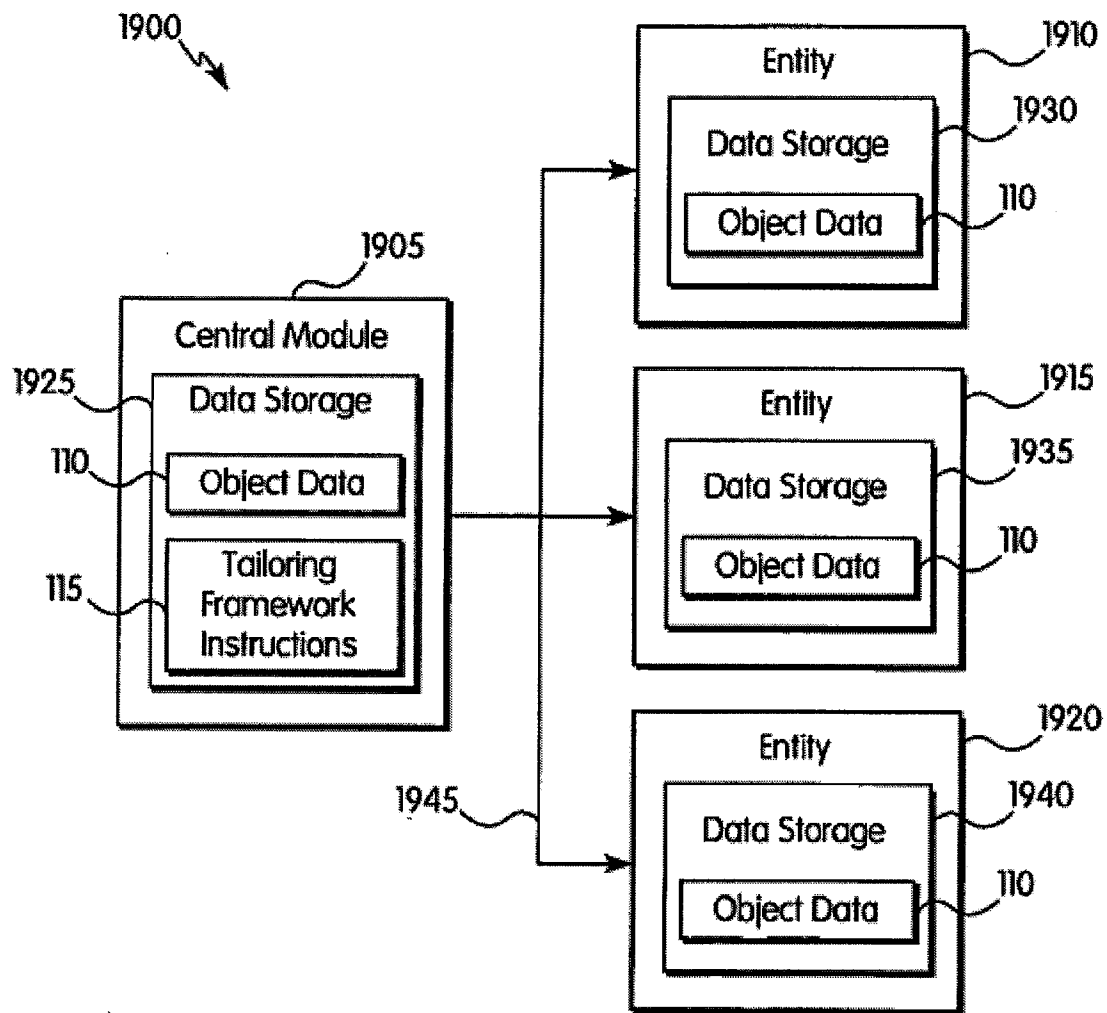 1900
1905
Central Module
1925
Data Storage
110
Object Data
115
Tailoring
Framework
Instructions
1910
Entity
1930
Data Storage
110
Object Data
1915
Entity
1935
Data Storage
110
Object Data
1920
Entity
1940
Data Storage
110
Object Data
1945